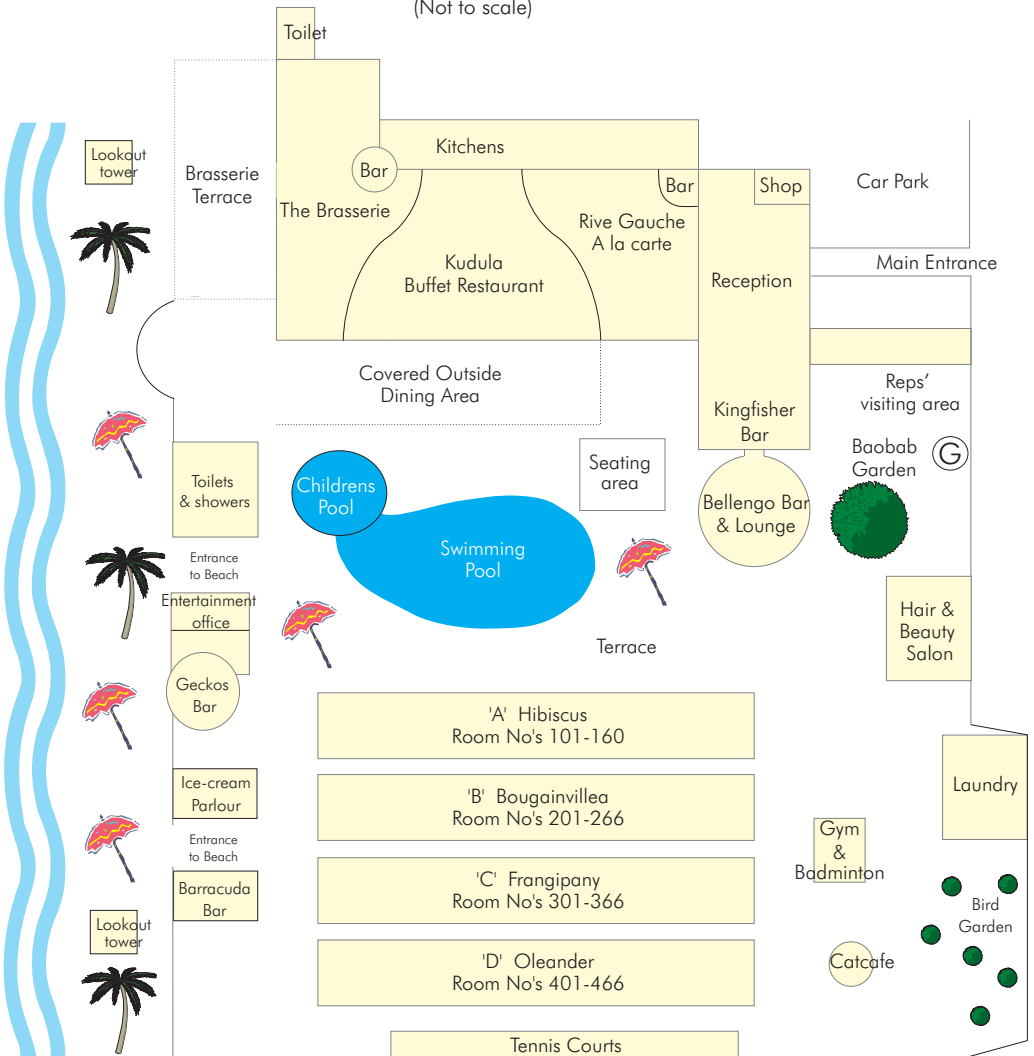 (Not to scale)
Toilet
Lookout
tower
Brasserie
Terrace
Bar
The Brasserie
Kitchens
Kudula
Buffet Restaurant
Rive Gauche
A la carte
Bar
Shop
Reception
Car Park
Main Entrance
Covered Outside
Dining Area
Kingfisher
Bar
Reps'
visiting area
Baobab
Garden
G
Toilets
& showers
Childrens
Pool
Swimming
Pool
Seating
area
Bellengo Bar
& Lounge
Entrance
to Beach
Entertainment
office
Geckos
Bar
Terrace
Hair &
Beauty
Salon
'A' Hibiscus
Room No's 101-160
Ice-cream
Parlour
'B' Bougainvillea
Room No's 201-266
Laundry
Entrance
to Beach
Gym
&
Badminton
Barracuda
Bar
'C' Frangipany
Room No's 301-366
Bird
Garden
Lookout
tower
'D' Oleander
Room No's 401-466
Catcafe
Tennis Courts